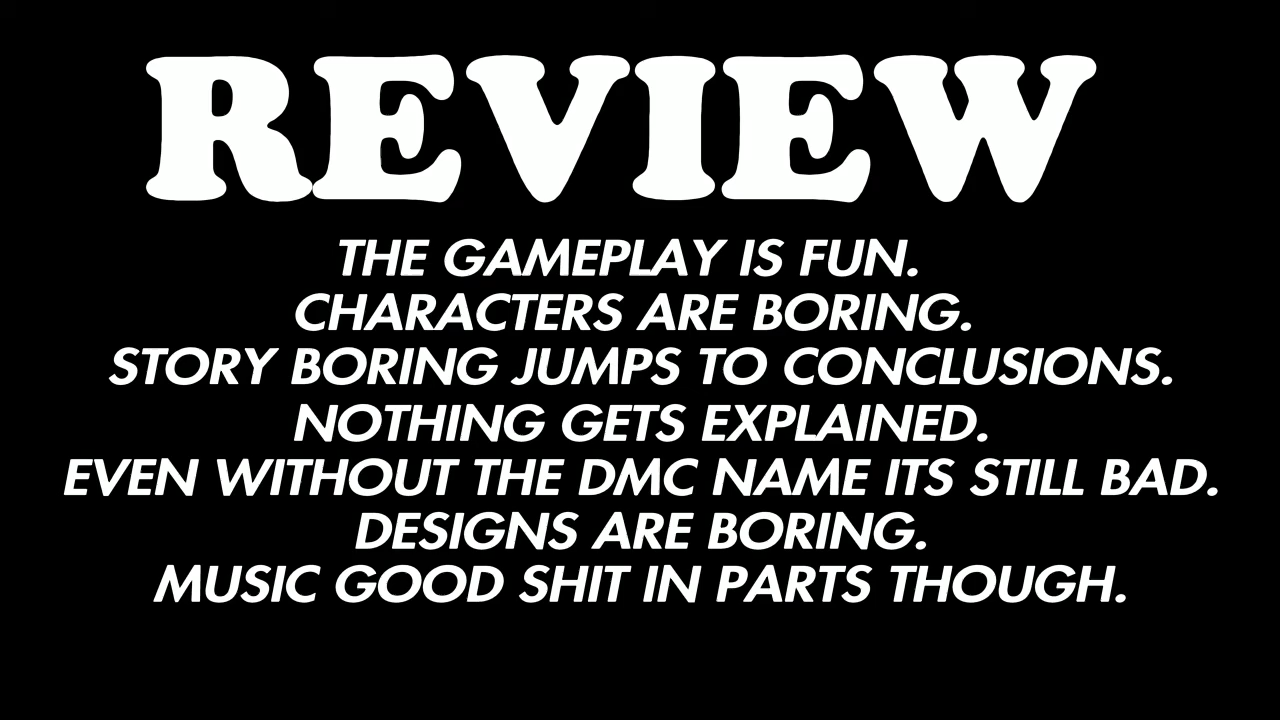 REVIEW
THE GAMEPLAY IS FUN.
CHARACTERS ARE BORING.
STORY BORING JUMPS TO CONCLUSIONS.
NOTHING GETS EXPLAINED.
EVEN WITHOUT THE DMC NAME ITS STILL BAD.
DESIGNS ARE BORING.
MUSIC GOOD SHIT IN PARTS THOUGH.